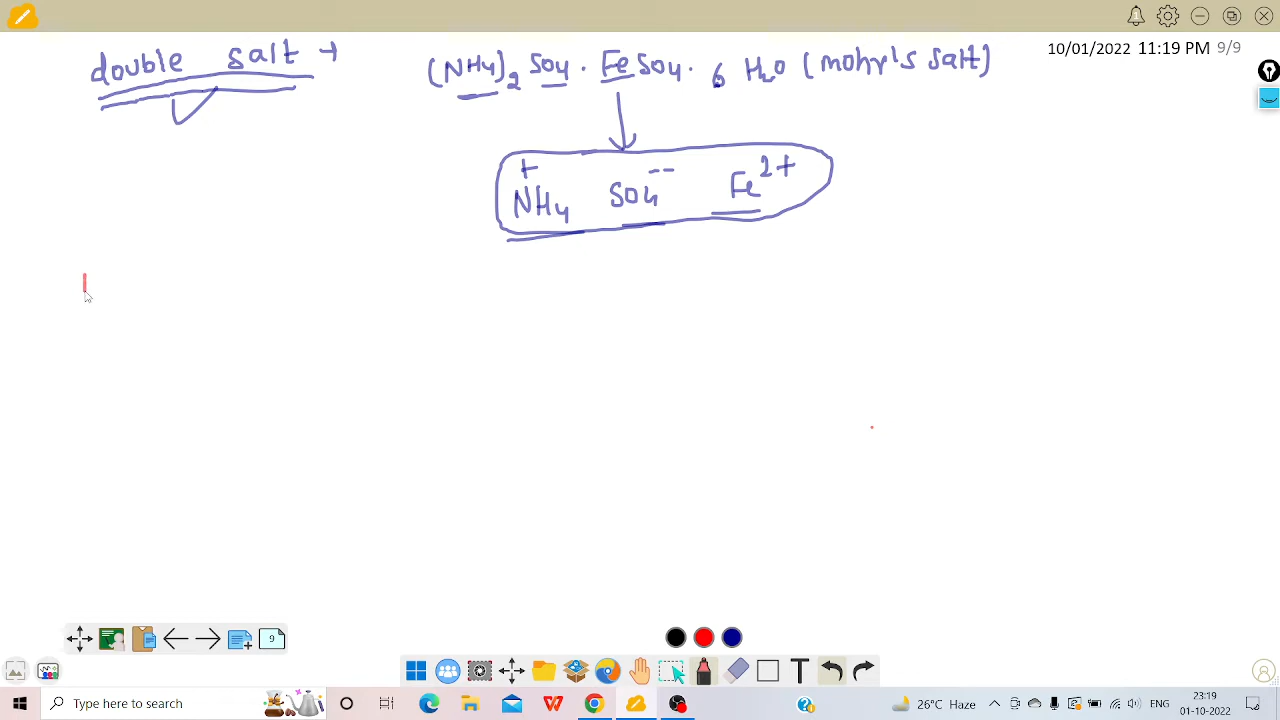 10/01/2022 11:19 PM 9/9
double salt → (NH4)2 SO4 . FeSO4 . 6 H2O (mohr's salt)
NH4+ SO4-- Fe2+
9
Type here to search
26°C Haze
ENG
23:19
01-10-2022